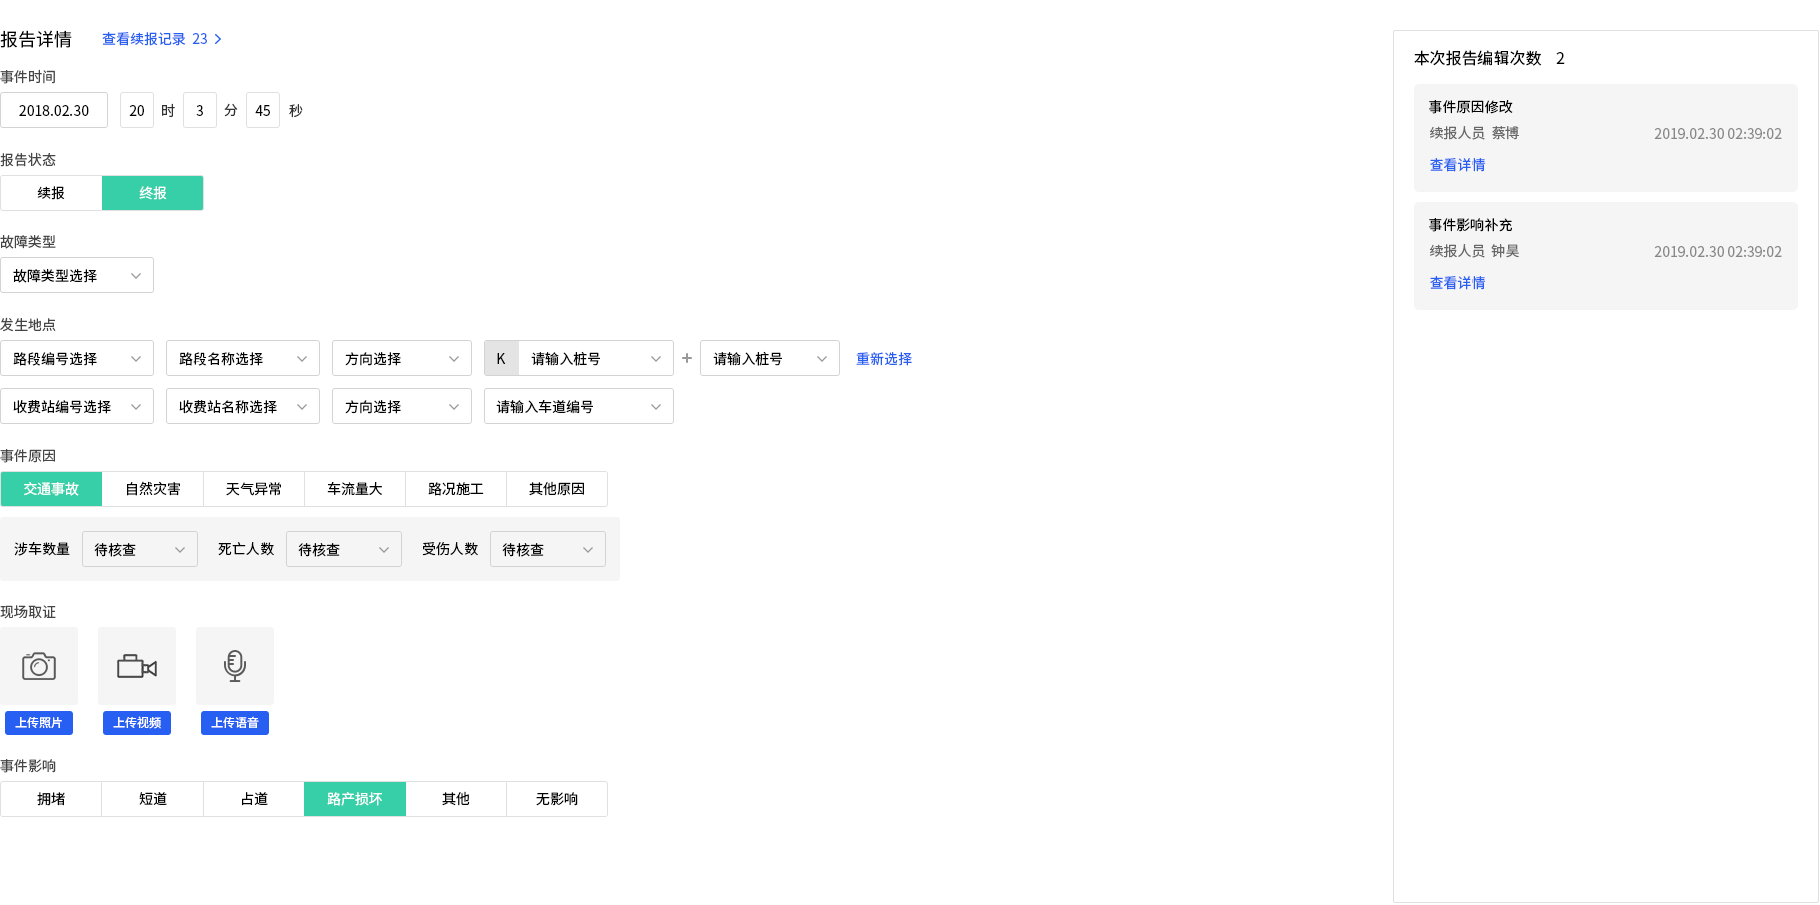 报告详情 查看续报记录 23
事件时间
2018.02.30 20 时 3 分 45 秒
报告状态
续报 终报
故障类型
故障类型选择
发生地点
路段编号选择 路段名称选择 方向选择 K 请输入桩号 + 请输入桩号 重新选择
收费站编号选择 收费站名称选择 方向选择 请输入车道编号
事件原因
交通事故 自然灾害 天气异常 车流量大 路况施工 其他原因
涉车数量 待核查 死亡人数 待核查 受伤人数 待核查
现场取证
上传照片 上传视频 上传语音
事件影响
拥堵 短道 占道 路产损坏 其他 无影响
本次报告编辑次数 2
事件原因修改
续报人员 蔡博 2019.02.30 02:39:02
查看详情
事件影响补充
续报人员 钟昊 2019.02.30 02:39:02
查看详情